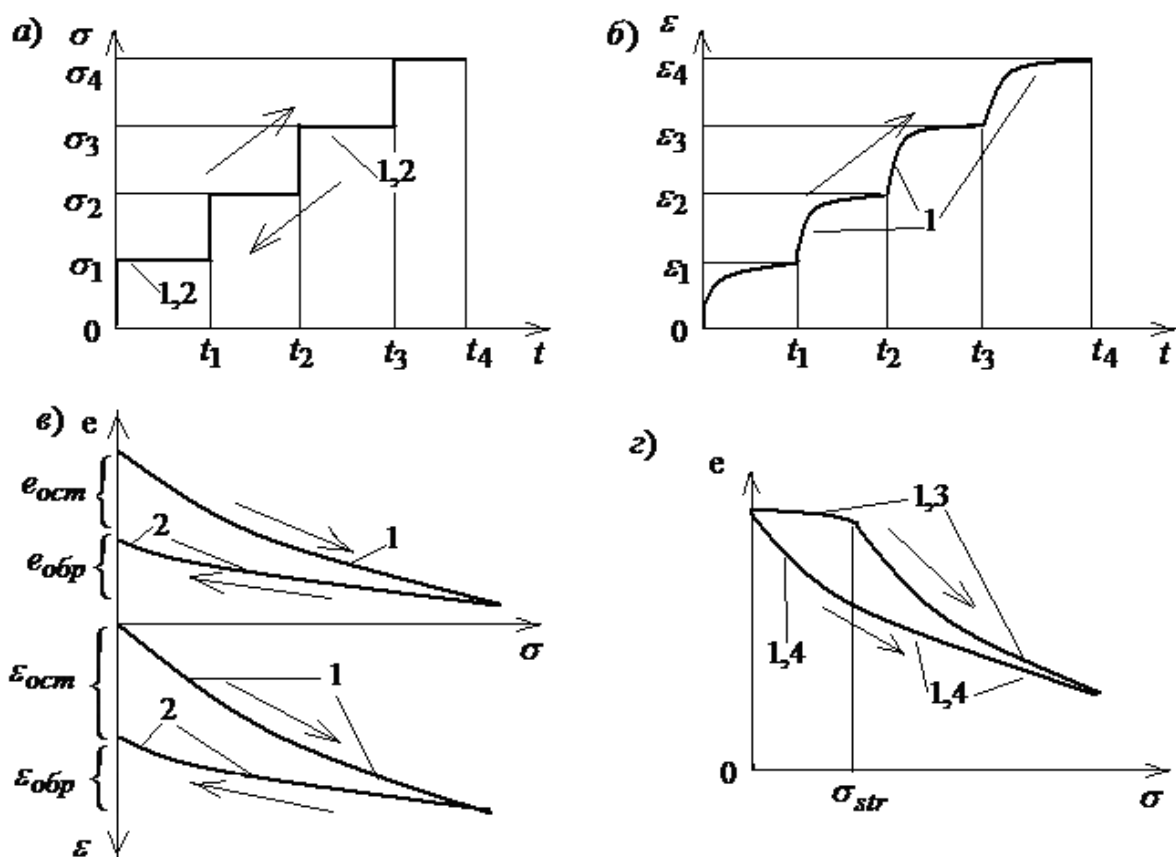 а) σ
σ4
σ3
σ2
σ1
0
1,2
1,2
t1 t2 t3 t4 t
б) ε
ε4
ε3
ε2
ε1
0
1
t1 t2 t3 t4 t
в) e
eост
eобр
2
1
σ
εост
εобр
1
2
ε
г)
e
1,3
1,4
1,4
0
σstr
σ